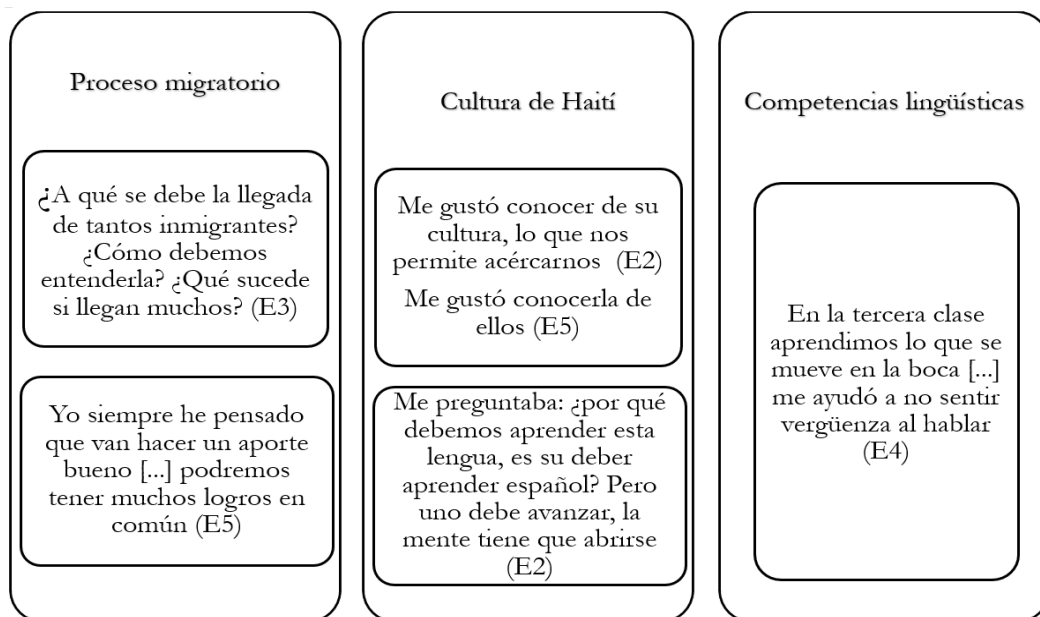 Proceso migratorio
¿A qué se debe la llegada
de tantos inmigrantes?
¿Cómo debemos
entenderla? ¿Qué sucede
si llegan muchos? (E3)
Yo siempre he pensado
que van hacer un aporte
bueno [...] podremos
tener muchos logros en
común (E5)
Cultura de Haití
Me gustó conocer de su
cultura, lo que nos
permite acércarnos (E2)
Me gustó conocerla de
ellos (E5)
Me preguntaba: ¿por qué
debemos aprender esta
lengua, es su deber
aprender español? Pero
uno debe avanzar, la
mente tiene que abrirse
(E2)
Competencias lingüísticas
En la tercera clase
aprendimos lo que se
mueve en la boca [...]
me ayudó a no sentir
vergüenza al hablar
(E4)